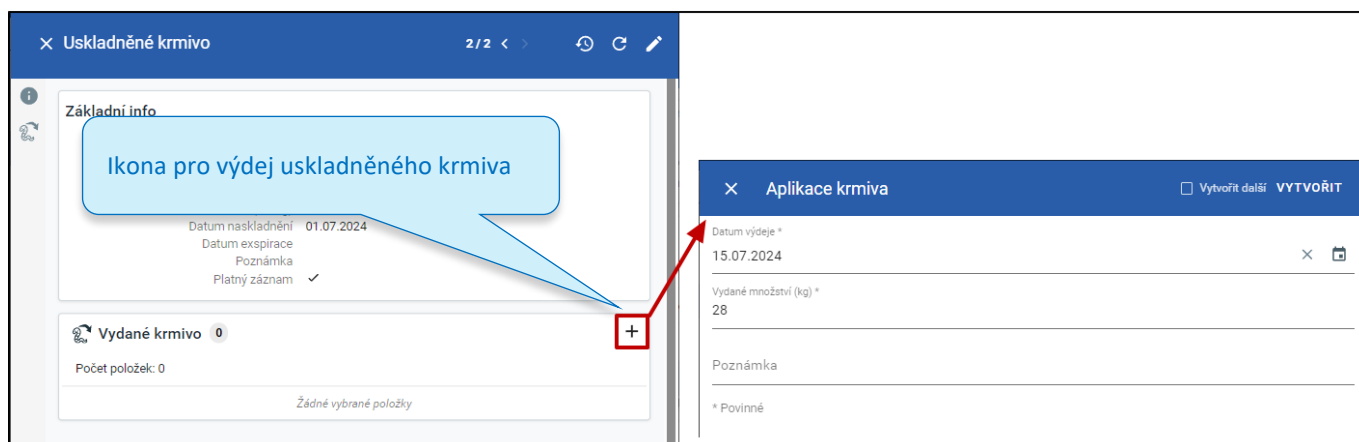 Uskladněné krmivo
2/2
Základní info
Ikona pro výdej uskladněného krmiva
Datum naskladnění 01.07.2024
Datum exspirace
Poznámka
Platný záznam
Vydané krmivo 0
Počet položek: 0
Žádné vybrané položky
Aplikace krmiva
Vytvořit další VYTVOŘIT
Datum výdeje *
15.07.2024
Vydané množství (kg) *
28
Poznámka
* Povinné